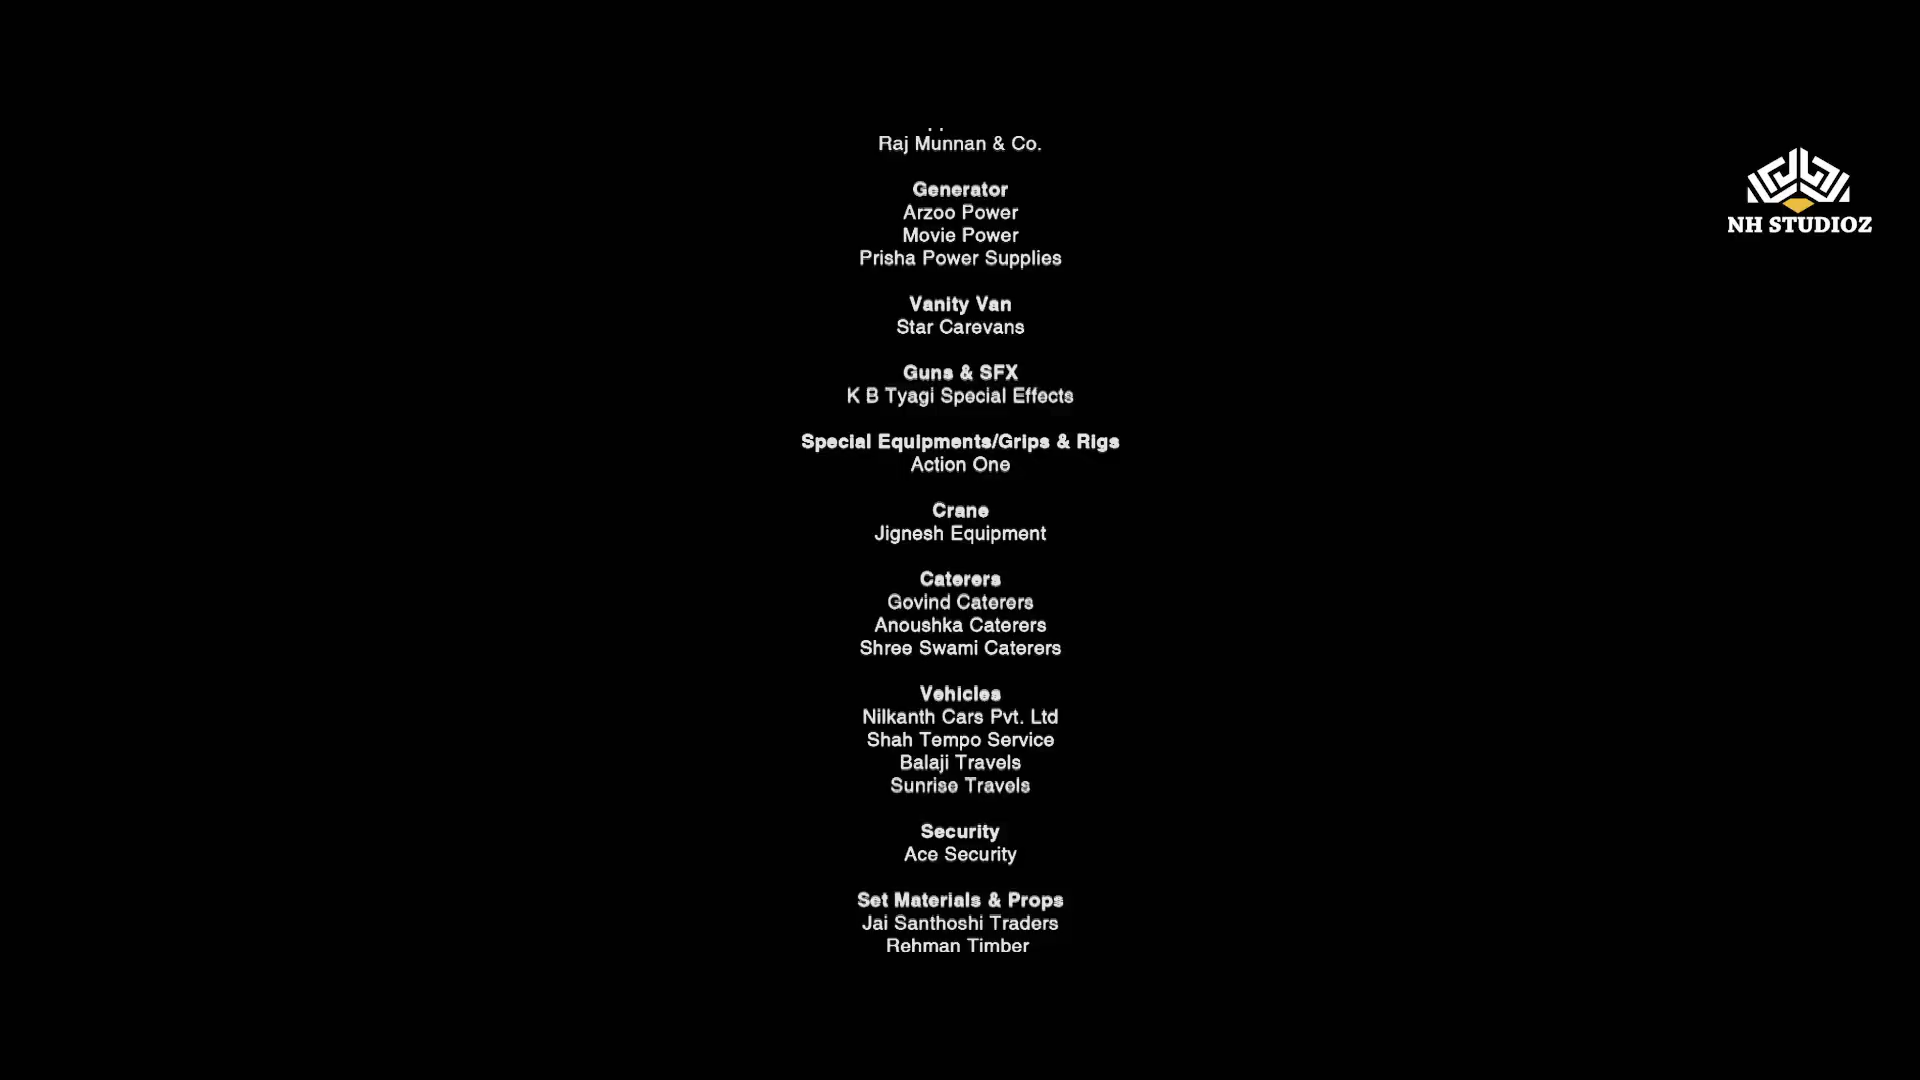 Raj Munnan & Co.
Generator
Arzoo Power
Movie Power
Prisha Power Supplies
Vanity Van
Star Carevans
Guns & SFX
K B Tyagi Special Effects
Special Equipments/Grips & Rigs
Action One
Crane
Jignesh Equipment
Caterers
Govind Caterers
Anoushka Caterers
Shree Swami Caterers
Vehicles
Nilkanth Cars Pvt. Ltd
Shah Tempo Service
Balaji Travels
Sunrise Travels
Security
Ace Security
Set Materials & Props
Jai Santhoshi Traders
Rehman Timber
NH STUDIOZ